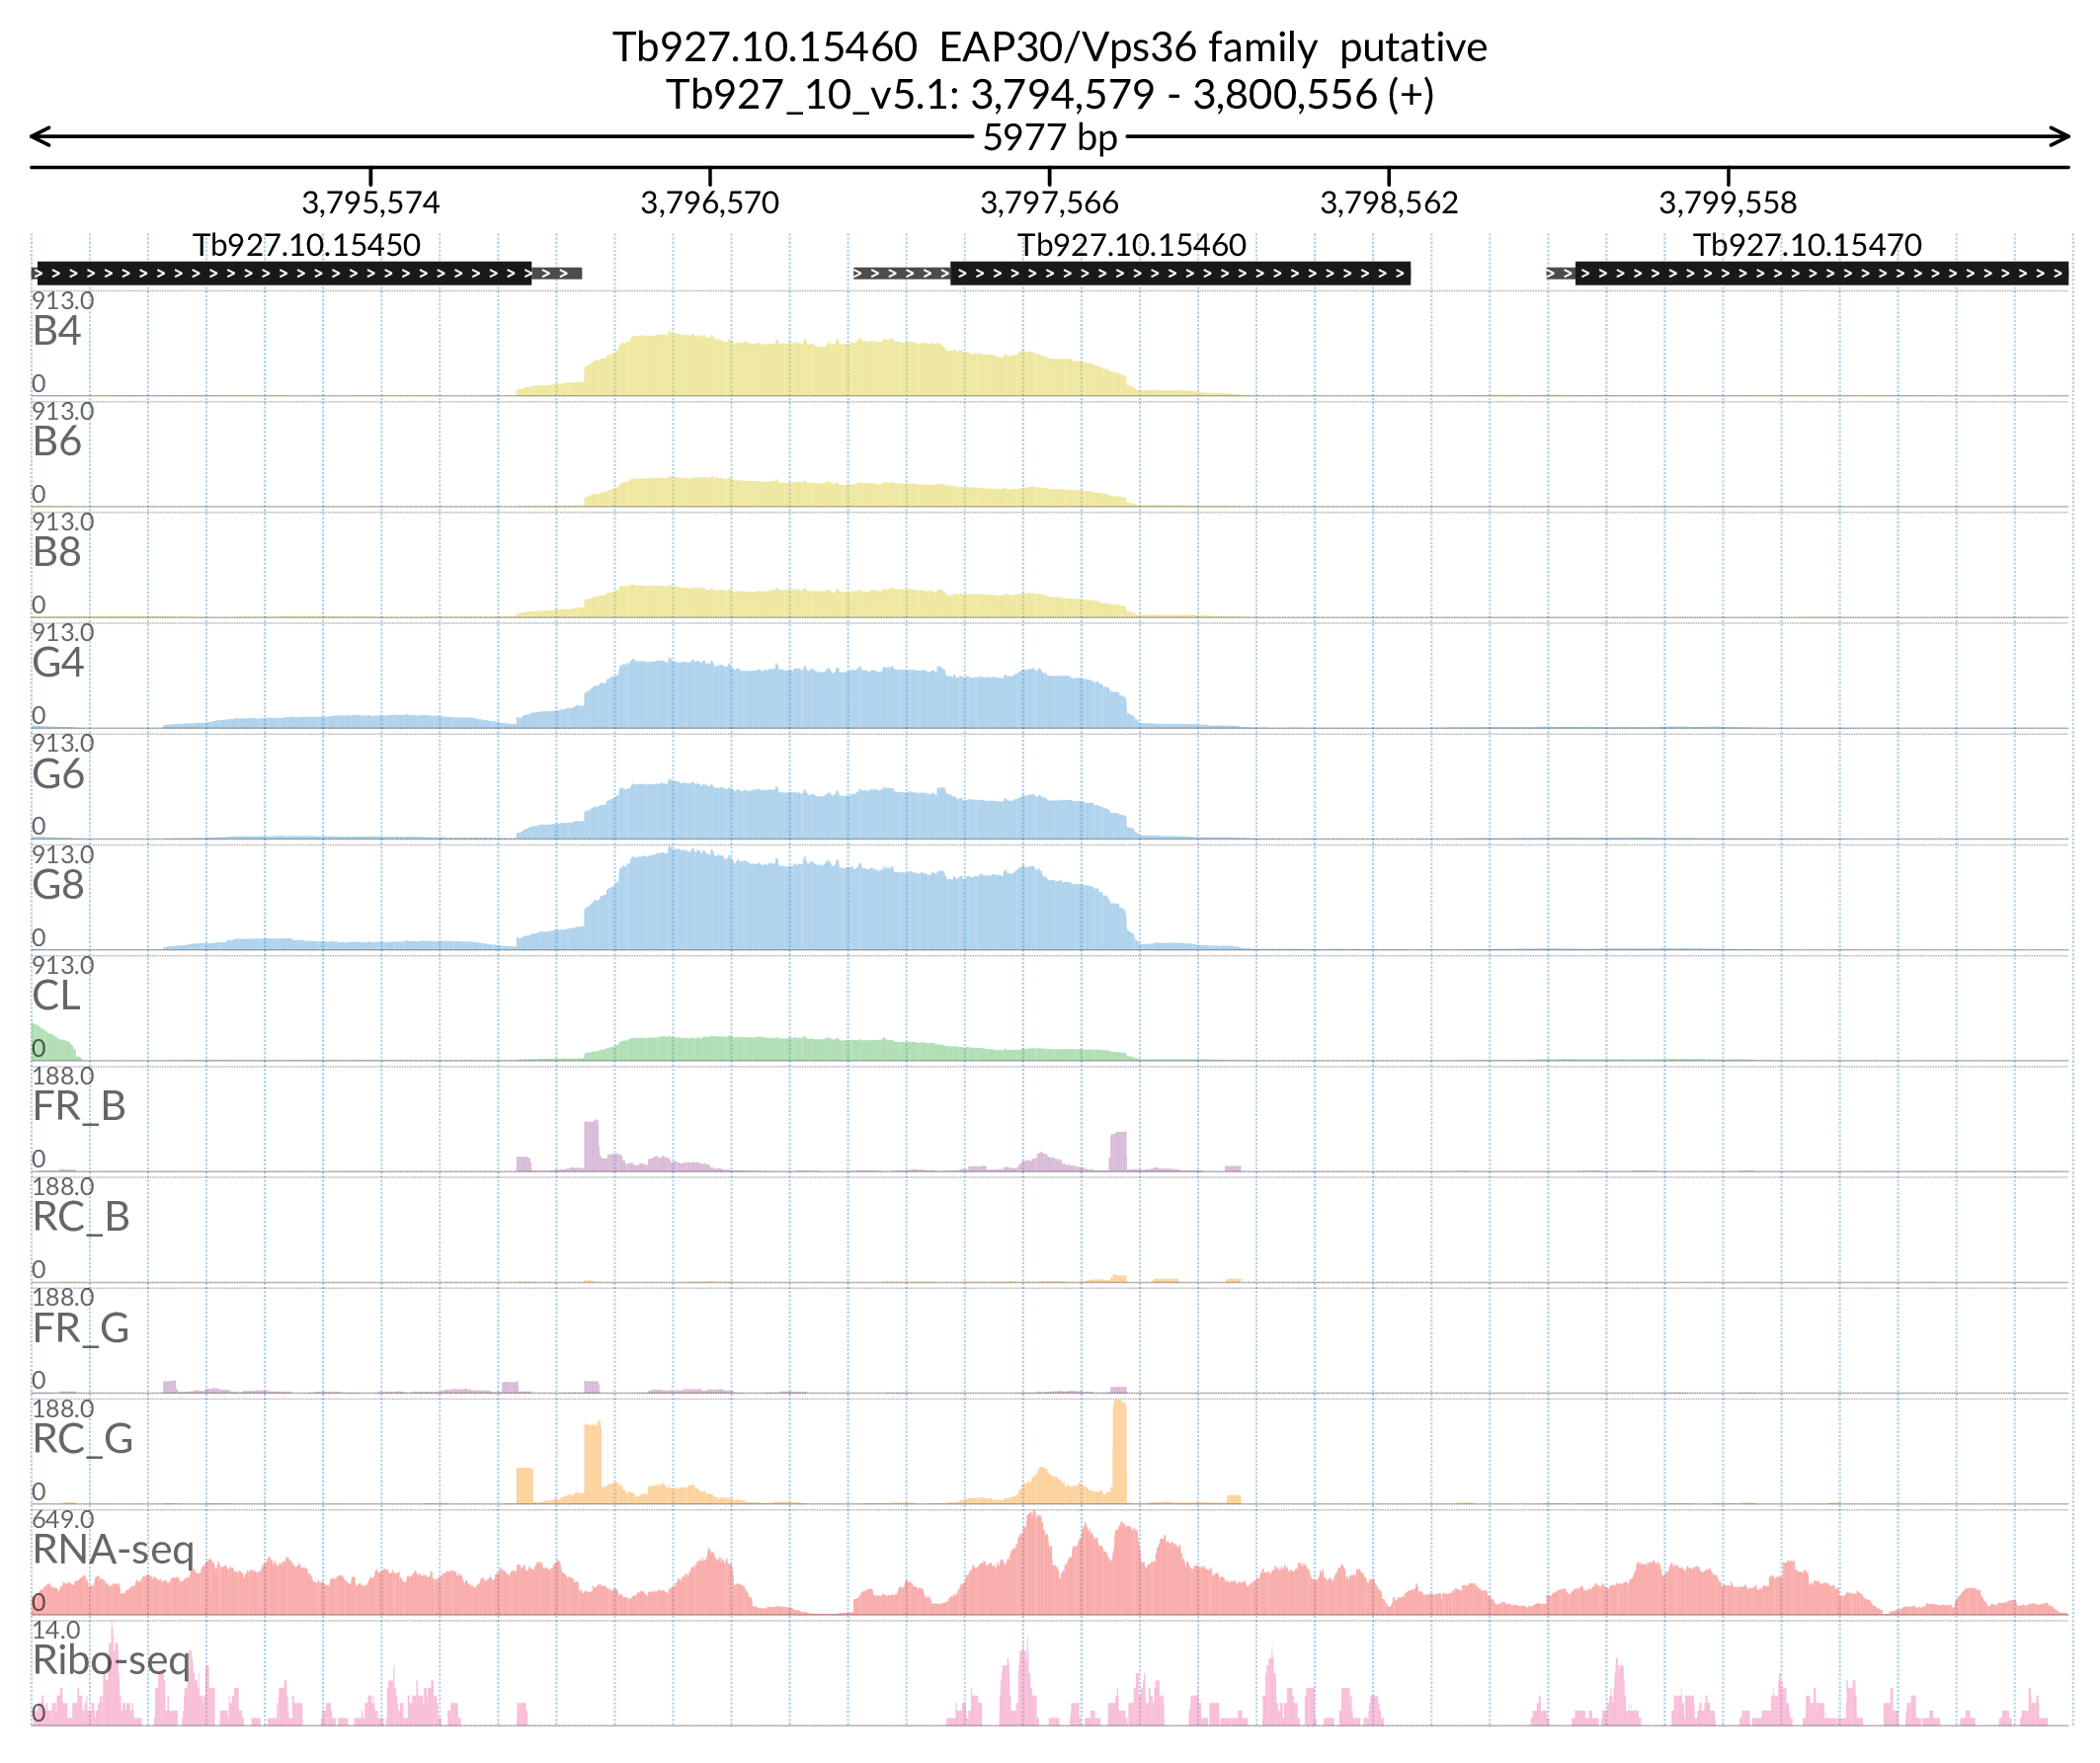 Tb927.10.15460  EAP30/Vps36 family  putative
Tb927_10_v5.1: 3,794,579 - 3,800,556 (+)
5977 bp
3,795,574 3,796,570 3,797,566 3,798,562 3,799,558
Tb927.10.15450 Tb927.10.15460 Tb927.10.15470
913.0
B4
0
913.0
B6
0
913.0
B8
0
913.0
G4
0
913.0
G6
0
913.0
G8
0
913.0
CL
0
188.0
FR_B
0
188.0
RC_B
0
188.0
FR_G
0
188.0
RC_G
0
649.0
RNA-seq
0
14.0
Ribo-seq
0